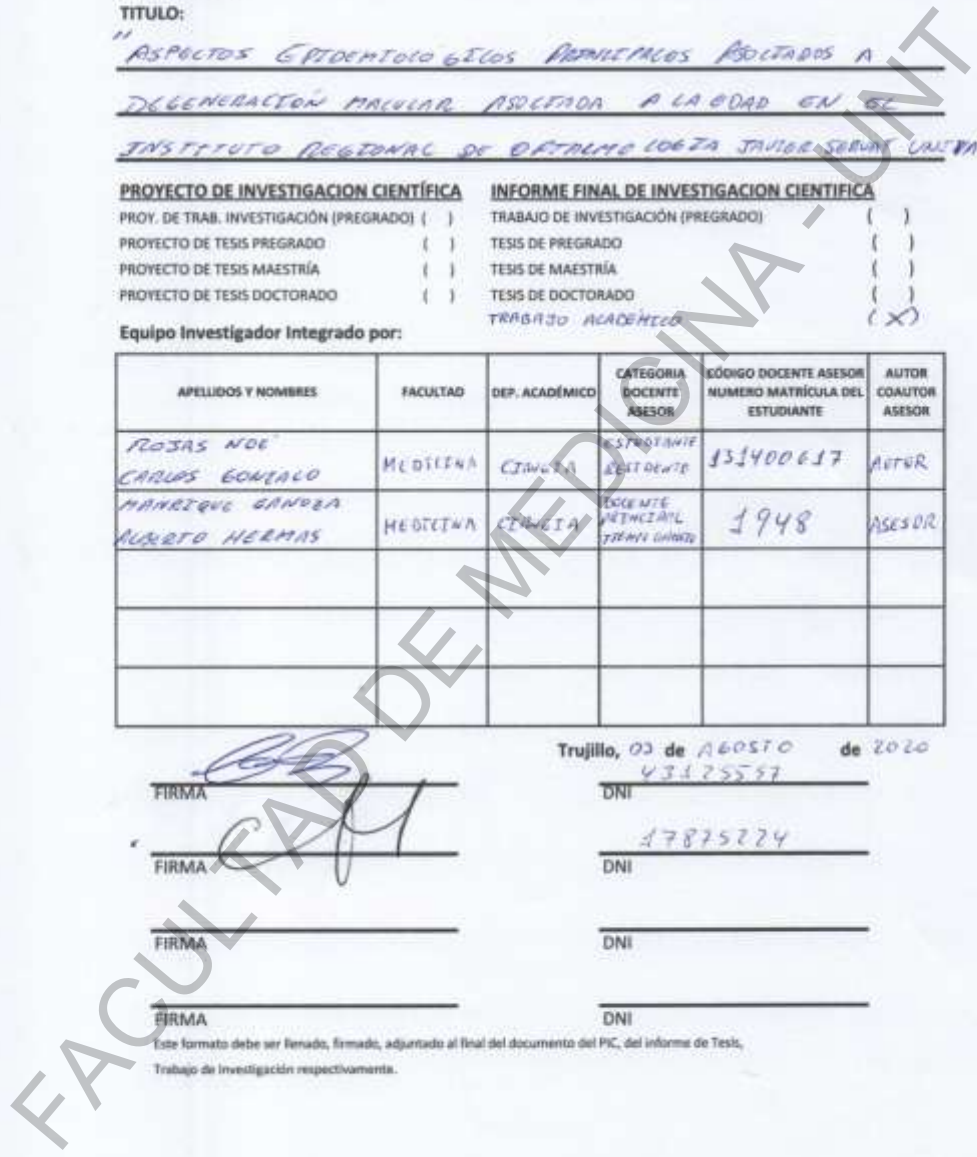 TITULO:
"ASPECTOS EPIDEMIOLOGICOS PRINCIPALES ASOCIADOS A
DEGENERACION MACULAR ASOCIADA A LA EDAD EN EL
INSTITUTO REGIONAL DE OFTALMOLOGIA JAVIER SERVAT
PROYECTO DE INVESTIGACION CIENTÍFICA
PROY. DE TRAB. INVESTIGACIÓN (PREGRADO) ( )
PROYECTO DE TESIS PREGRADO ( )
PROYECTO DE TESIS MAESTRÍA ( )
PROYECTO DE TESIS DOCTORADO ( )
INFORME FINAL DE INVESTIGACION CIENTIFICA
TRABAJO DE INVESTIGACIÓN (PREGRADO) ( )
TESIS DE PREGRADO ( )
TESIS DE MAESTRÍA ( )
TESIS DE DOCTORADO ( )
TRABAJO ACADEMICO (X)
Equipo Investigador Integrado por:
APELLIDOS Y NOMBRES
FACULTAD
DEP. ACADÉMICO
CATEGORIA
DOCENTE
ASESOR
CÓDIGO DOCENTE ASESOR
NUMERO MATRÍCULA DEL
ESTUDIANTE
AUTOR
COAUTOR
ASESOR
ROJAS NOE
CARLOS GONZALO
MEDICINA
CIRUGIA
ESTUDIANTE
RESIDENTE
131400617
AUTOR
MANRIQUE GANOZA
ALBERTO HERMAS
MEDICINA
CIRUGIA
DOCENTE
PRINCIPAL
TIEMPO
1948
ASESOR
Trujillo, 03 de AGOSTO de 2020
FIRMA
DNI
17875224
FIRMA
DNI
FIRMA
DNI
FIRMA
DNI
Este formato debe ser llenado, firmado, adjuntado al final del documento del PIC, del informe de Tesis,
Trabajo de Investigación respectivamente.
FACULTAD DE MEDICINA - UNT